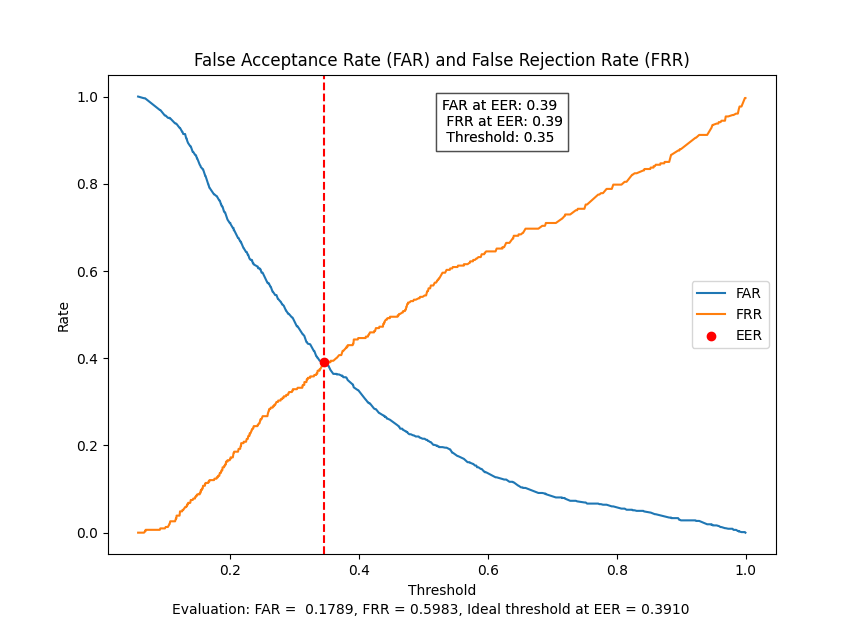 False Acceptance Rate (FAR) and False Rejection Rate (FRR)
FAR at EER: 0.39
FRR at EER: 0.39
Threshold: 0.35
1.0
0.8
0.6
0.4
0.2
0.0
Rate
FAR
FRR
EER
0.2 0.4 0.6 0.8 1.0
Threshold
Evaluation: FAR =  0.1789, FRR = 0.5983, Ideal threshold at EER = 0.3910